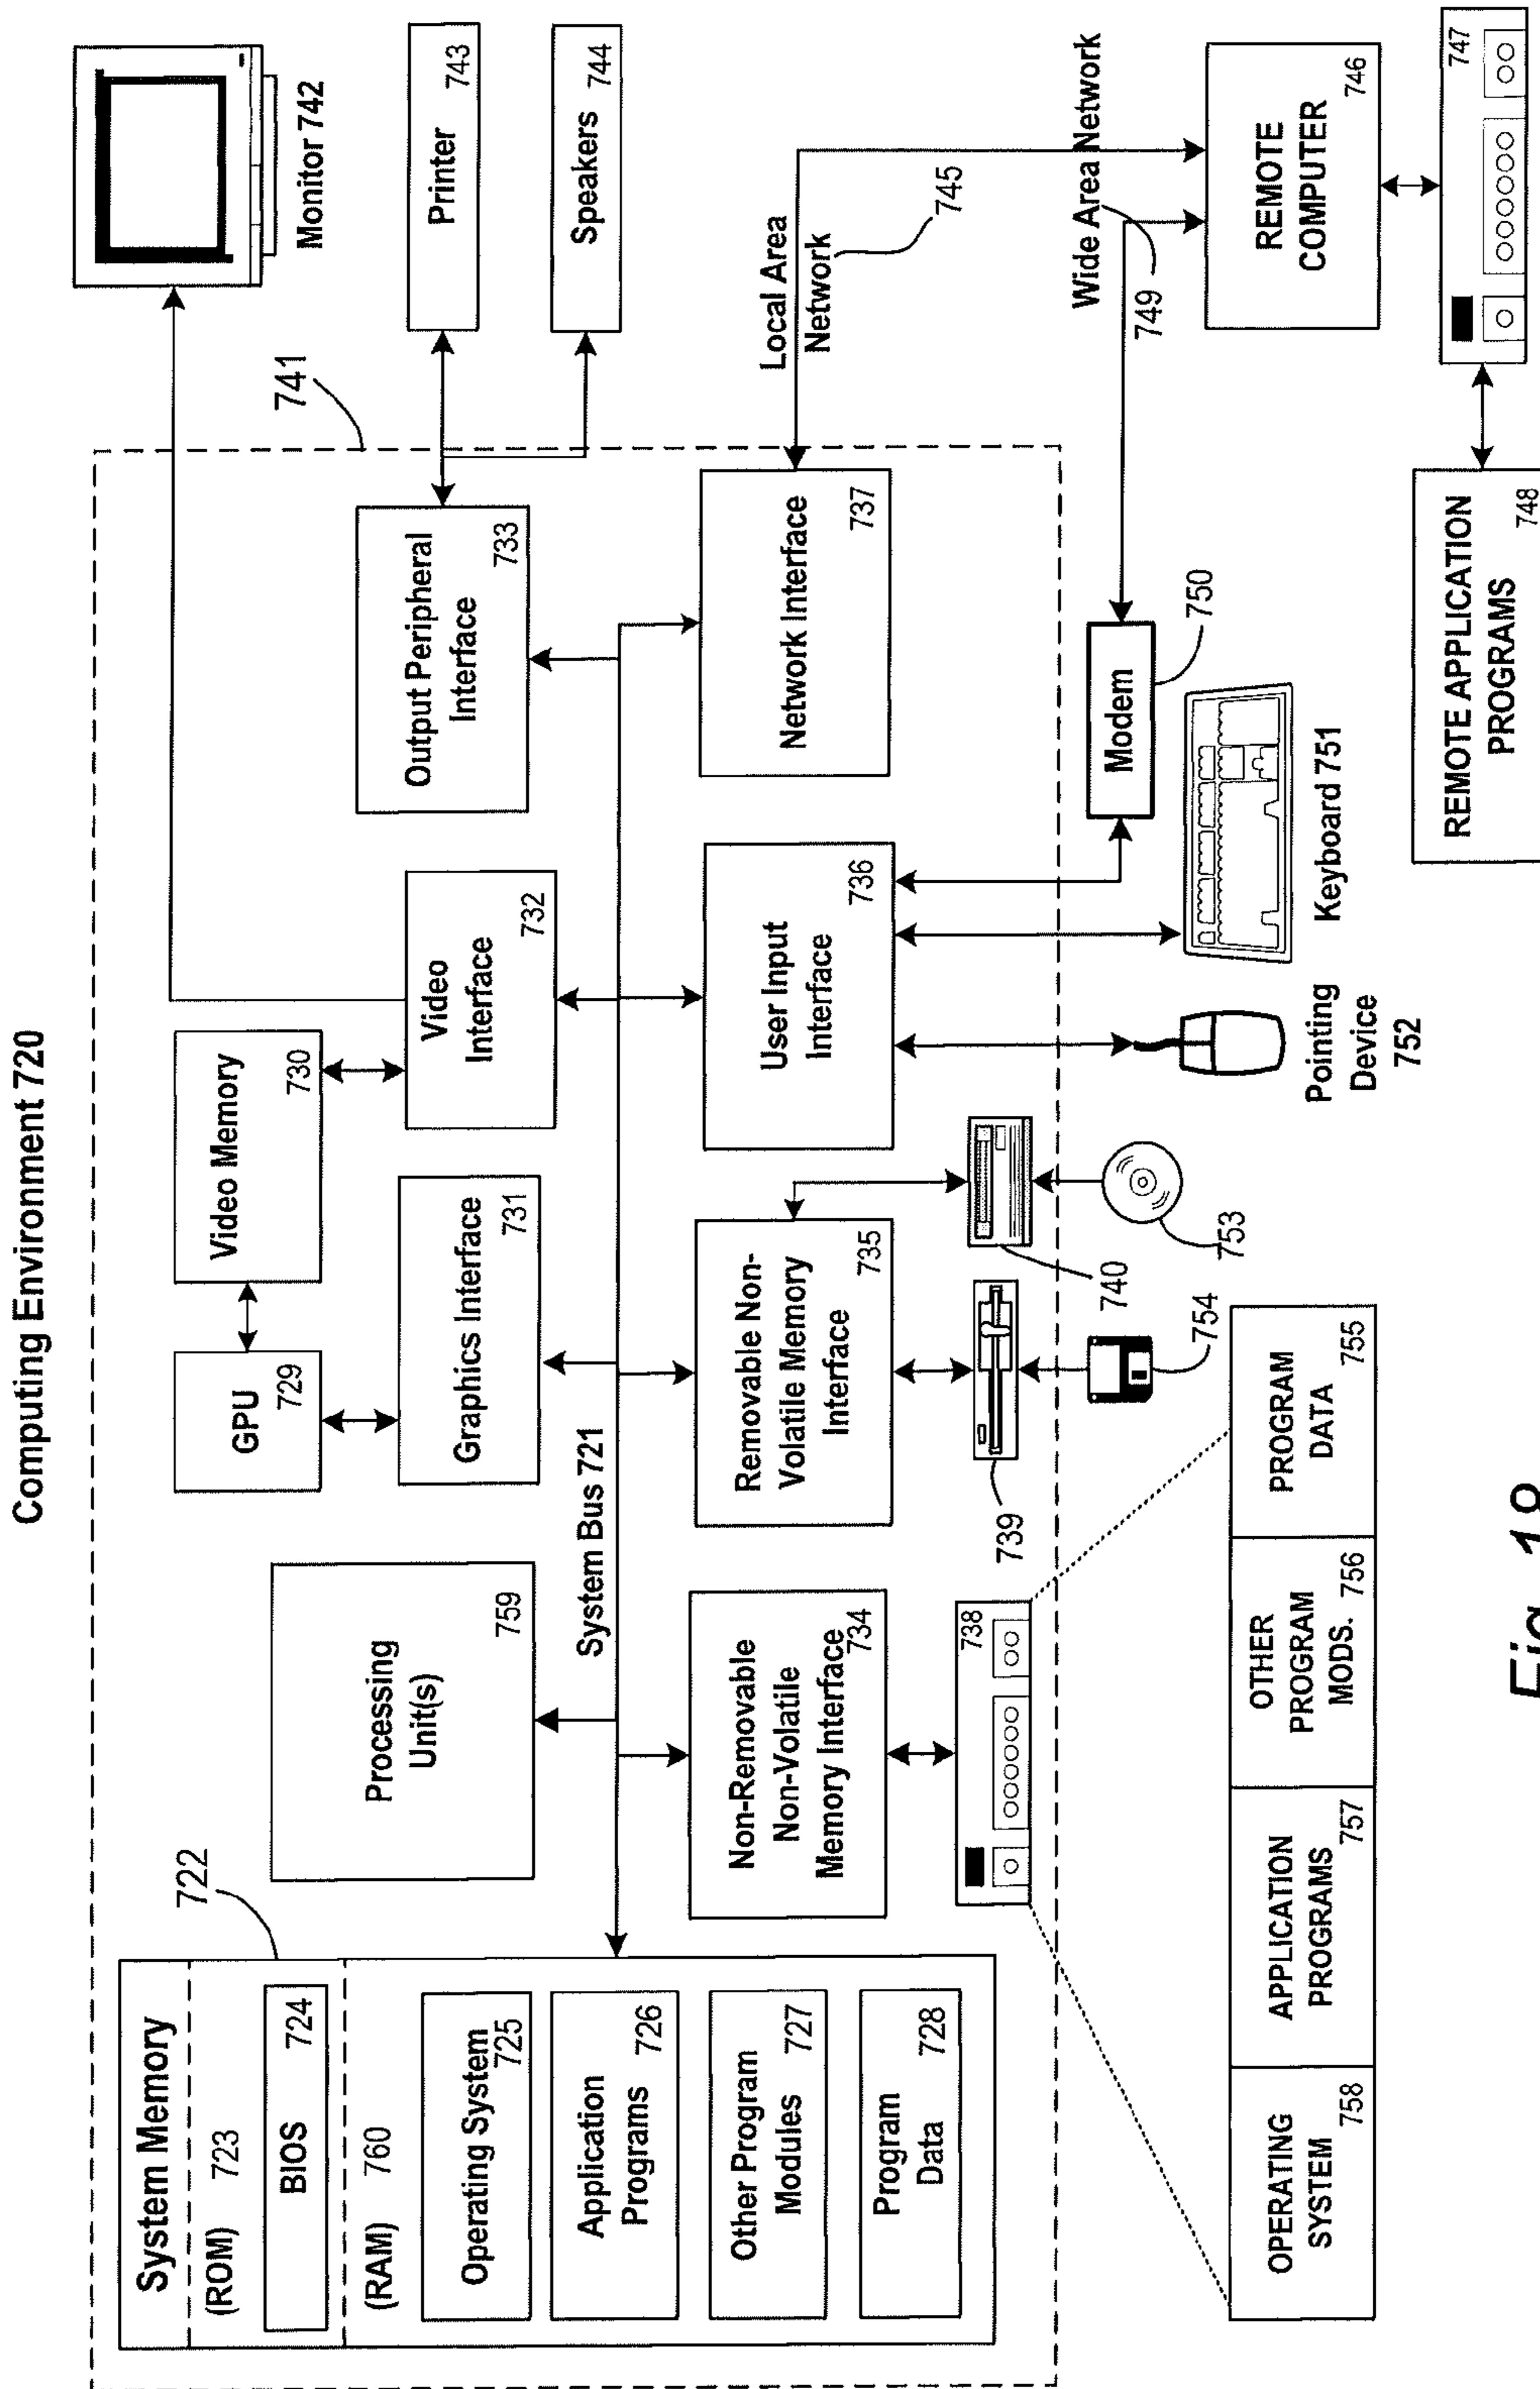 Computing Environment 720
722
System Memory
(ROM) 723
BIOS
724
(RAM) 760
Operating System
725
Application
Programs
726
Other Program
Modules
727
Program
Data
728
Processing
Unit(s)
759
GPU
729
Video Memory
730
Graphics Interface
731
Video
Interface
732
Output Peripheral
Interface
733
741
Monitor 742
Printer
743
Speakers
744
System Bus 721
Non-Removable
Non-Volatile
Memory Interface
734
Removable Non-
Volatile Memory
Interface
735
User Input
Interface
736
Network Interface
737
Local Area
Network
745
738
739
740
754
753
Pointing
Device
752
Keyboard 751
Modem
750
Wide Area Network
749
REMOTE
COMPUTER
746
747
OPERATING
SYSTEM
758
APPLICATION
PROGRAMS
757
OTHER
PROGRAM
MODS.
756
PROGRAM
DATA
755
REMOTE APPLICATION
PROGRAMS
748
Fig. 18